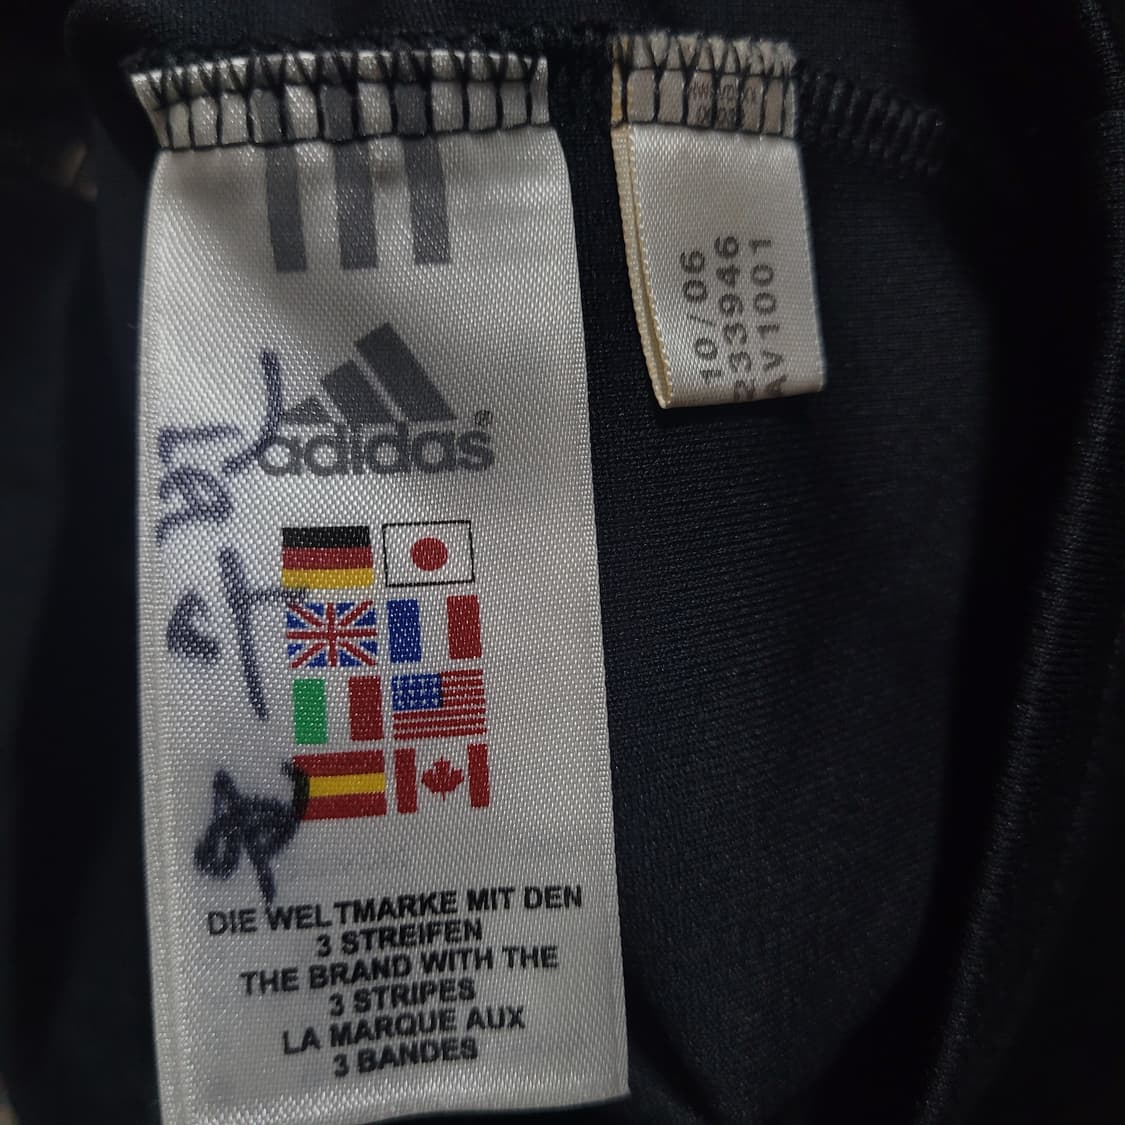 adidas®
DIE WELTMARKE MIT DEN
3 STREIFEN
THE BRAND WITH THE
3 STRIPES
LA MARQUE AUX
3 BANDES
10/06
233946
AV1001